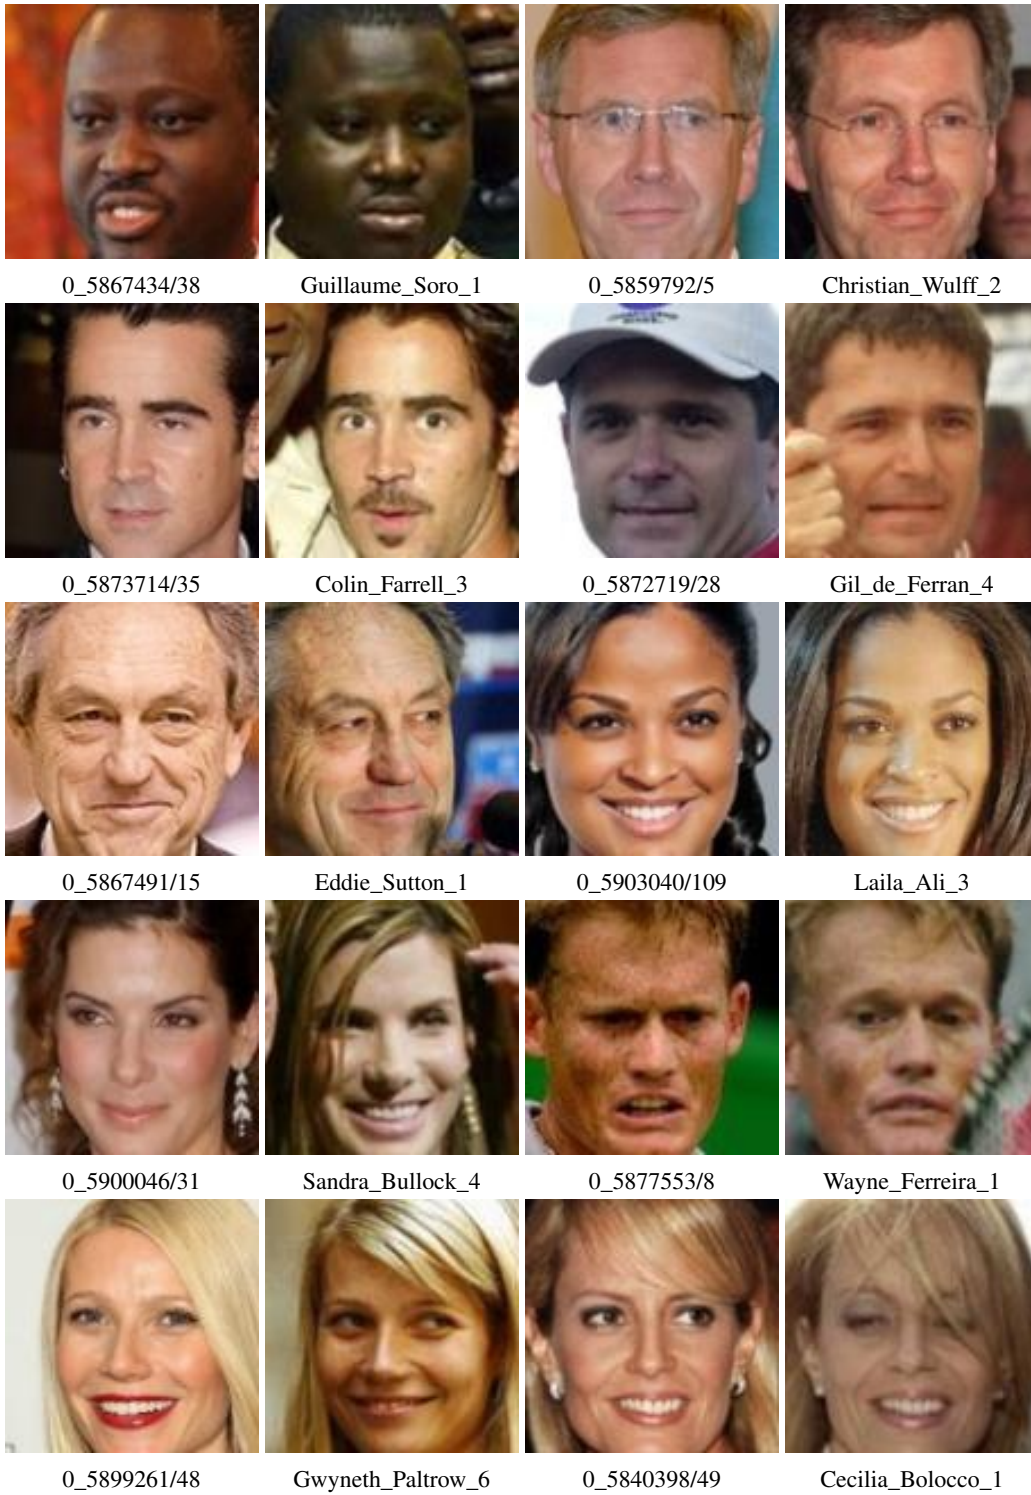 0_5867434/38 Guillaume_Soro_1 0_5859792/5 Christian_Wulff_2
0_5873714/35 Colin_Farrell_3 0_5872719/28 Gil_de_Ferran_4
0_5867491/15 Eddie_Sutton_1 0_5903040/109 Laila_Ali_3
0_5900046/31 Sandra_Bullock_4 0_5877553/8 Wayne_Ferreira_1
0_5899261/48 Gwyneth_Paltrow_6 0_5840398/49 Cecilia_Bolocco_1